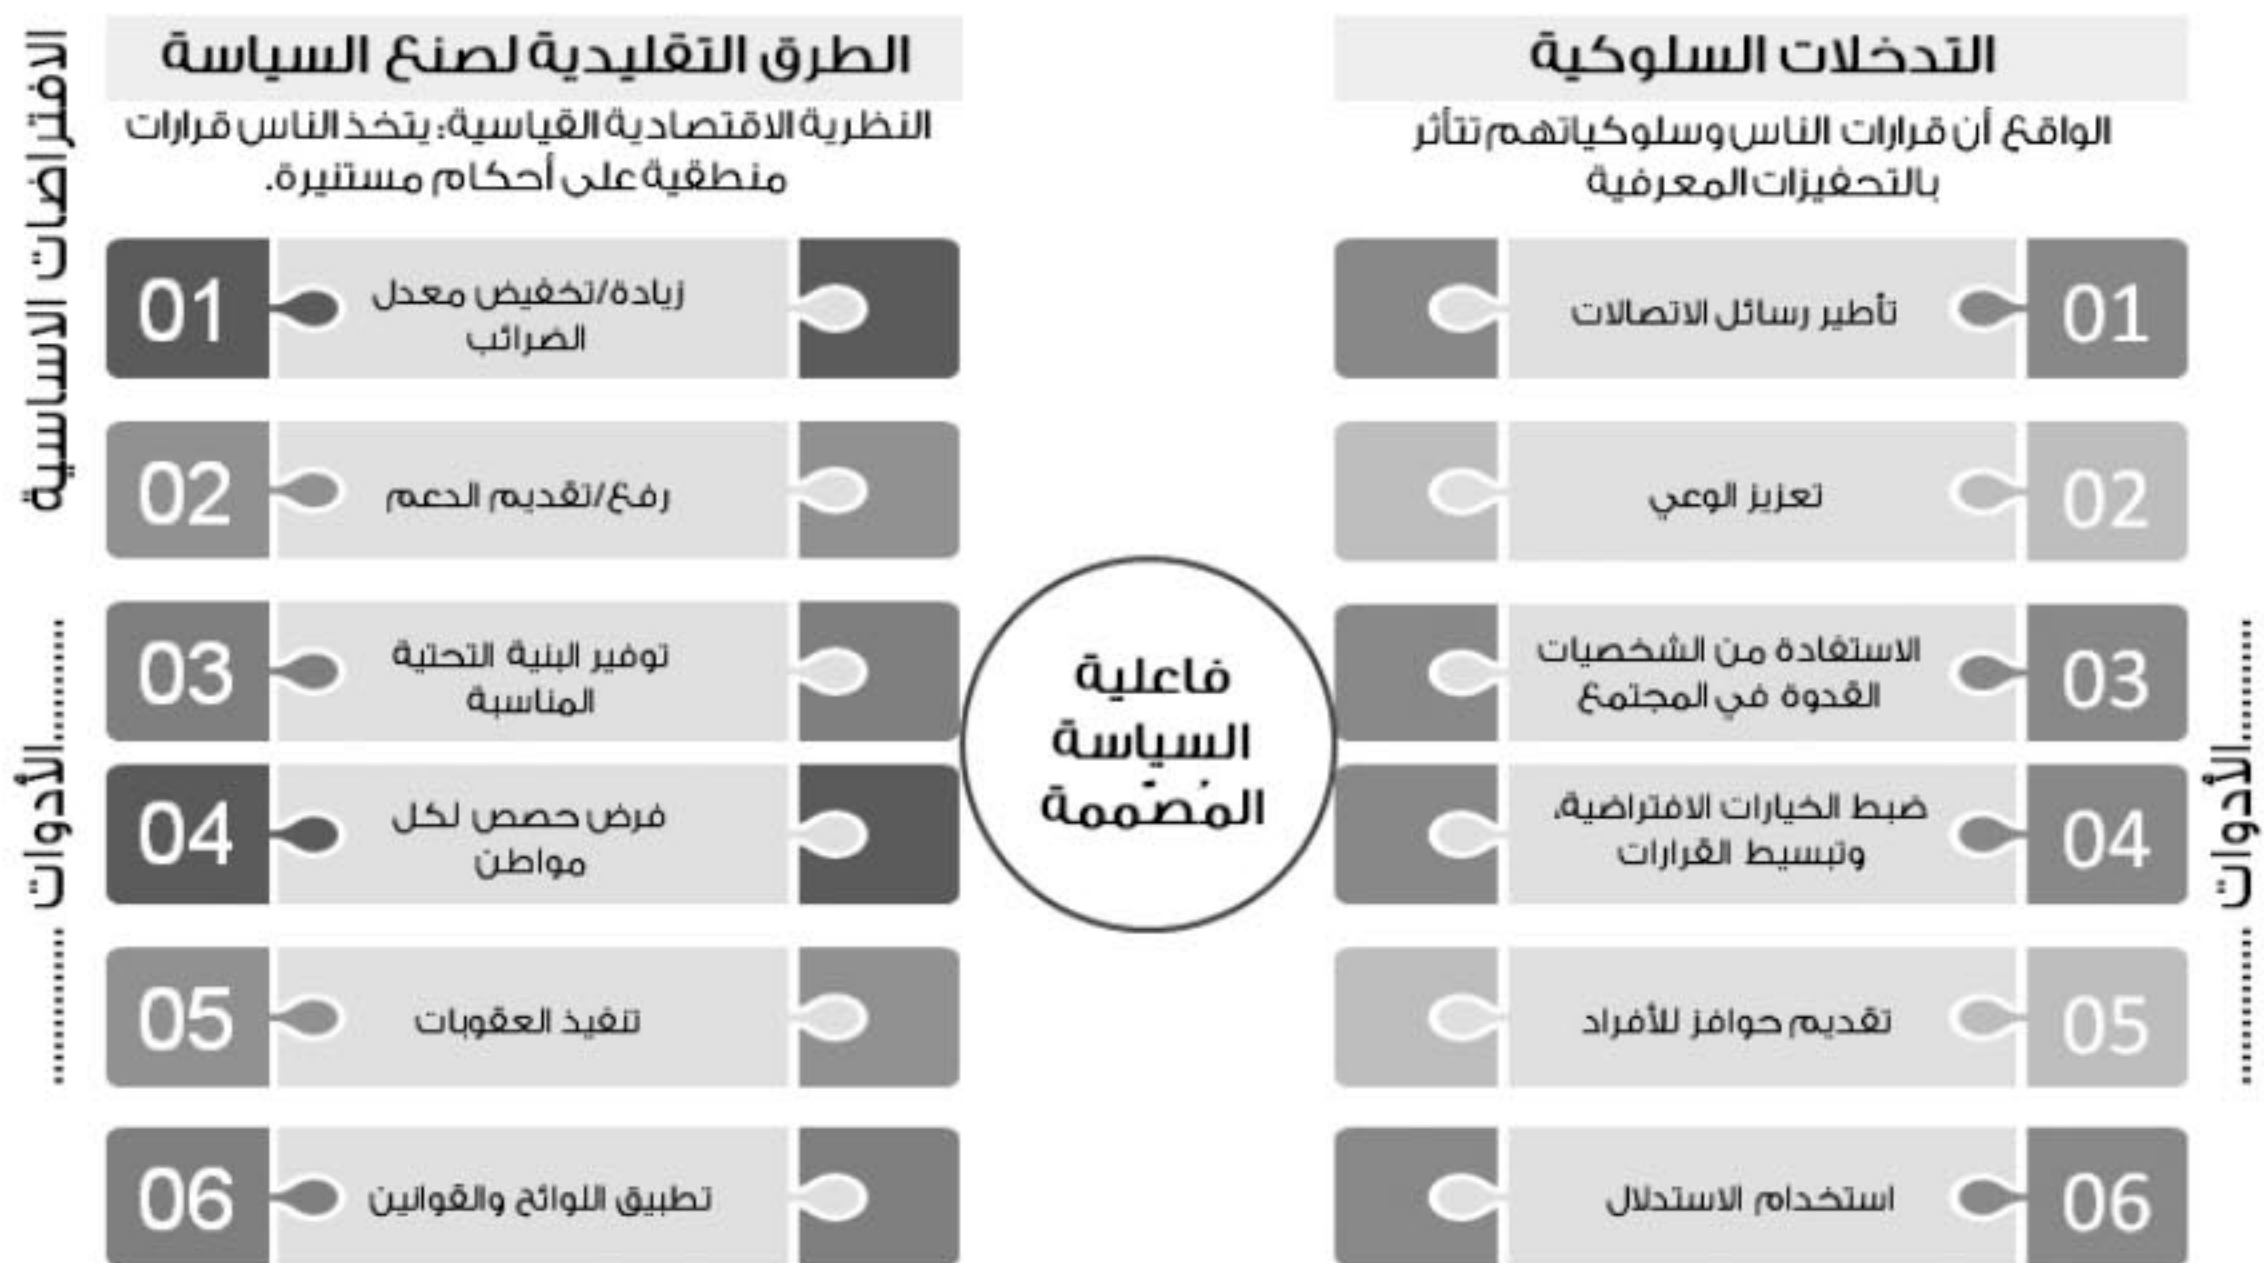 التدخلات السلوكية
الواقع أن قرارات الناس وسلوكياتهم تتأثر
بالتحفيزات المعرفية
01
تأطير رسائل الاتصالات
02
تعزيز الوعي
03
الاستفادة من الشخصيات
القدوة في المجتمع
04
ضبط الخيارات الافتراضية،
وتبسيط القرارات
05
تقديم حوافز للأفراد
06
استخدام الاستدلال
الأدوات
فاعلية
السياسة
المُصمّمة
الطرق التقليدية لصنع السياسة
النظرية الاقتصادية القياسية: يتخذ الناس قرارات
منطقية على أحكام مستنيرة.
01
زيادة/تخفيض معدل
الضرائب
02
رفع/تقديم الدعم
03
توفير البنية التحتية
المناسبة
04
فرض حصص لكل
مواطن
05
تنفيذ العقوبات
06
تطبيق اللوائح والقوانين
الافتراضات الاساسية
الأدوات